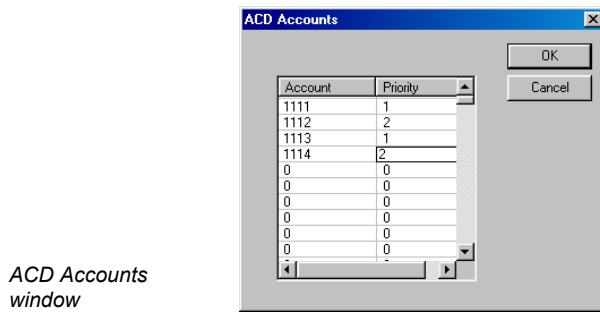 ACD Accounts
OK
Cancel
Account Priority
1111 1
1112 2
1113 1
1114 2
0 0
0 0
0 0
0 0
0 0
0 0
ACD Accounts
window